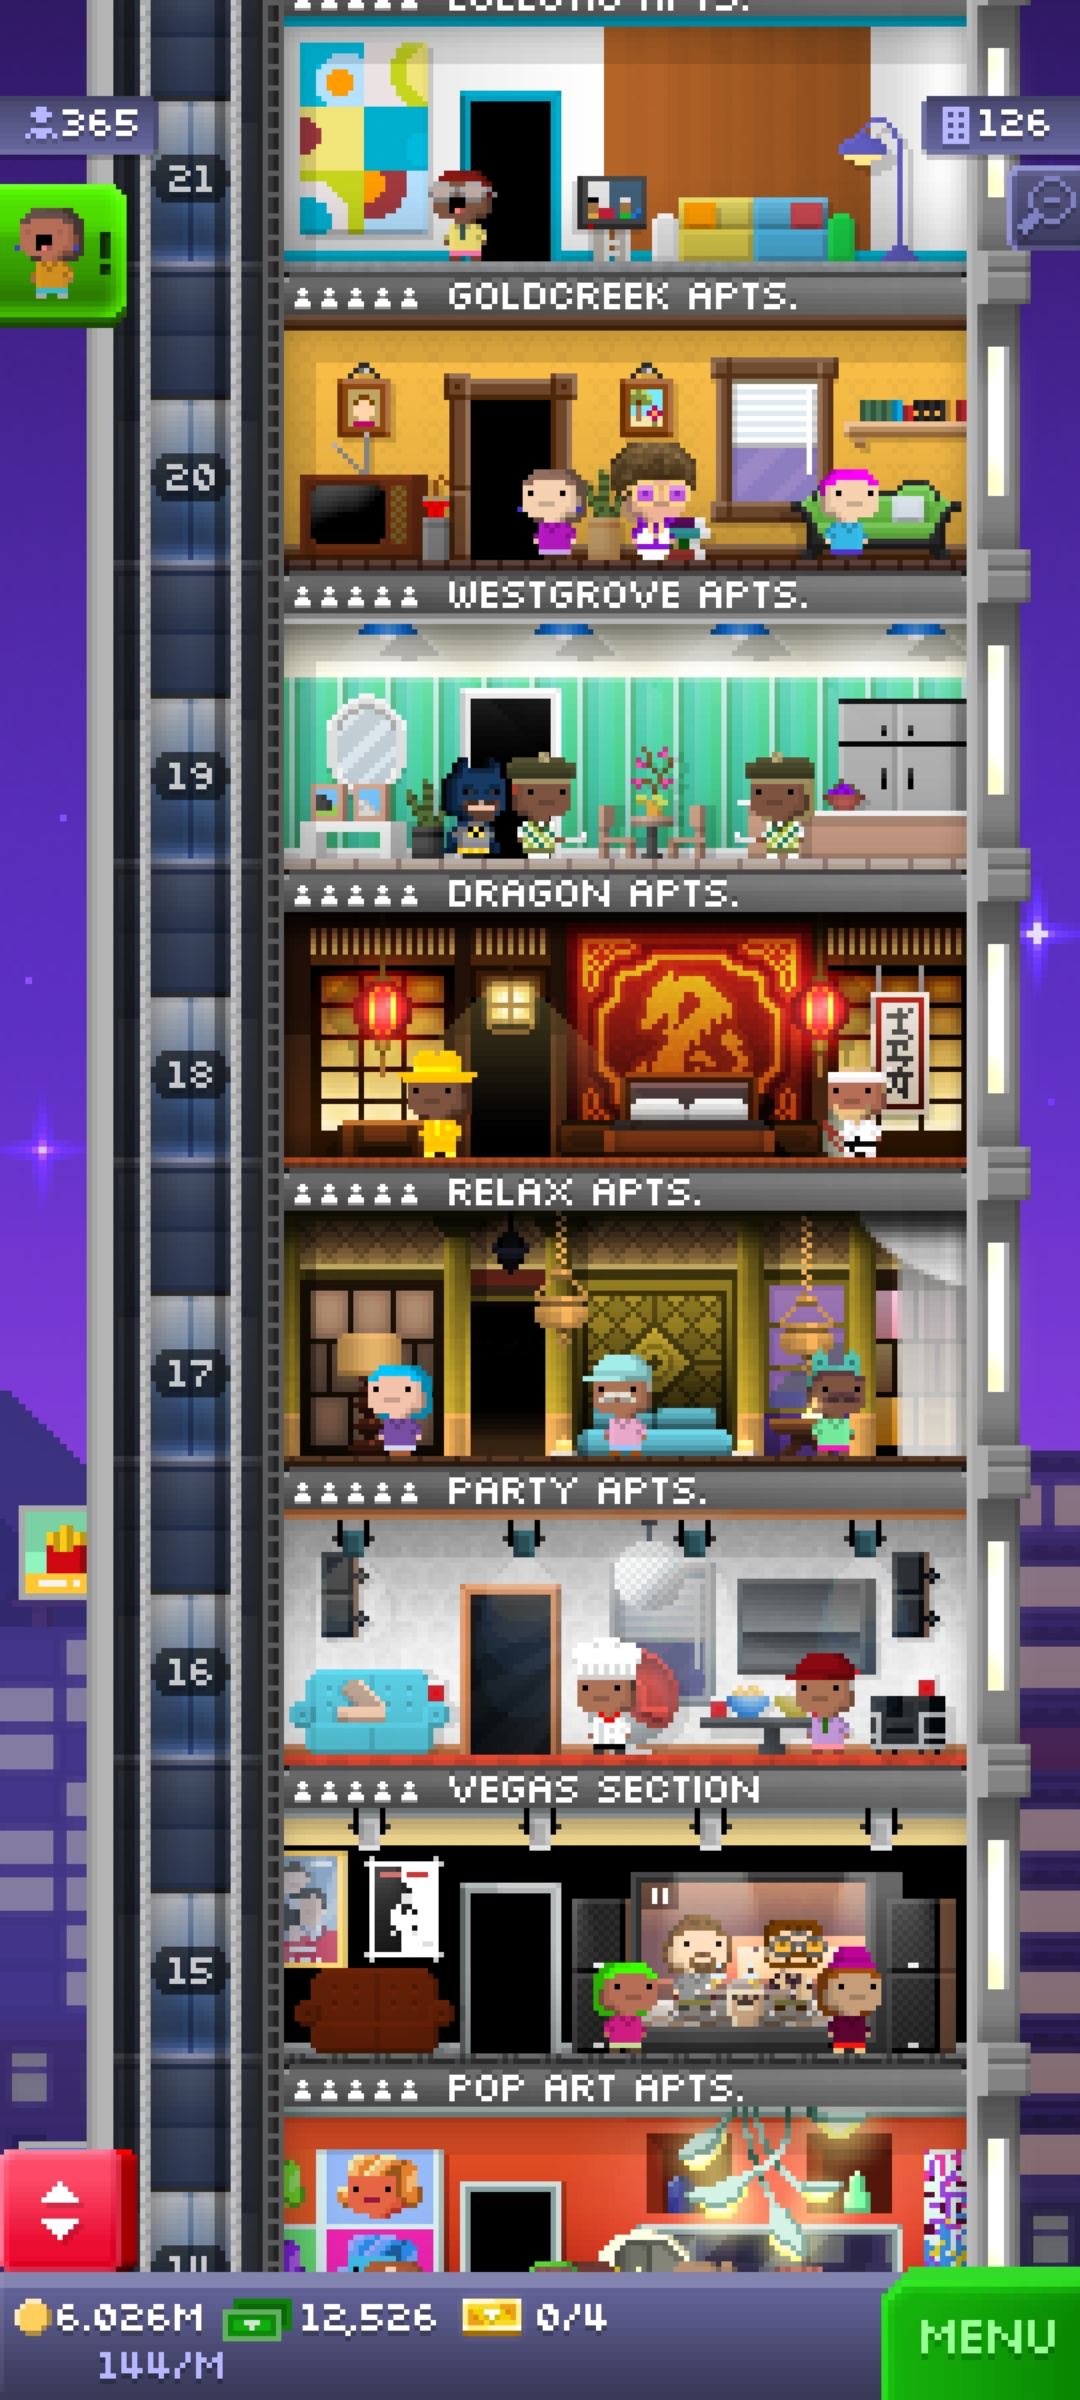 365
126
21
GOLDCREEK APTS.
20
WESTGROVE APTS.
19
DRAGON APTS.
18
RELAX APTS.
17
PARTY APTS.
16
VEGAS SECTION
15
POP ART APTS.
14
6.026M 12,526 0/4
144/M
MENU